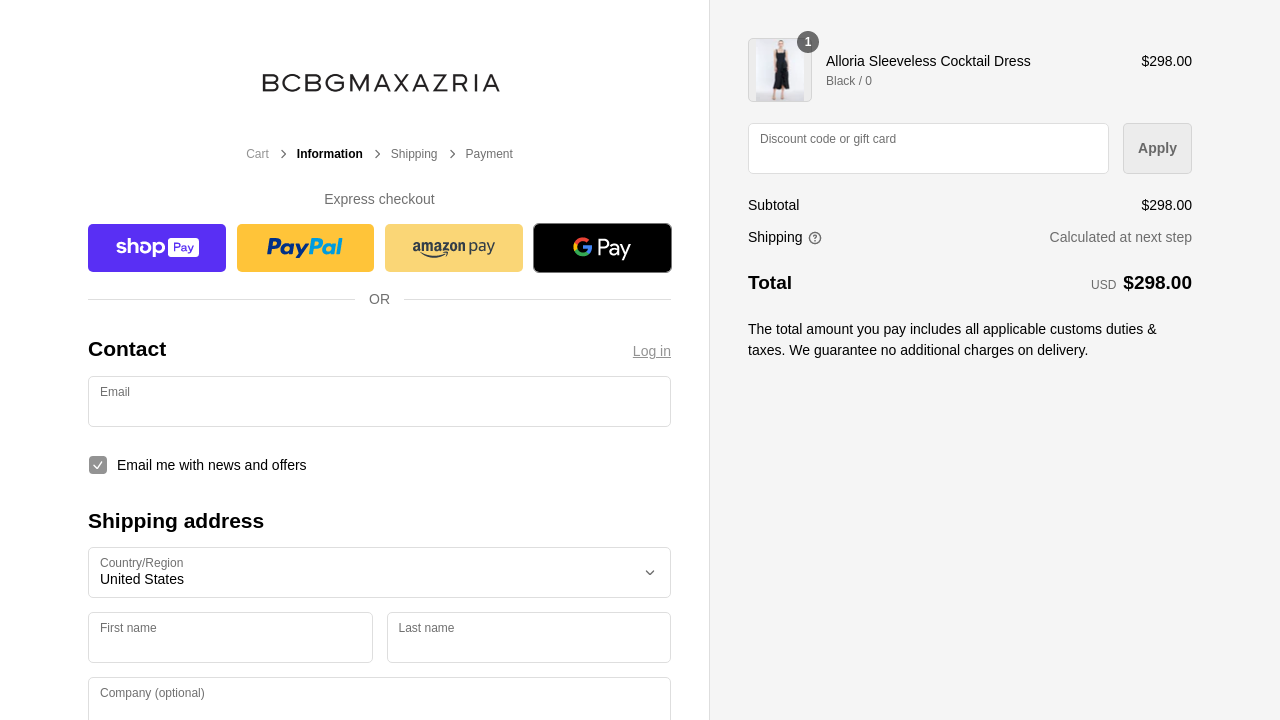 BCBGMAXAZRIA
Cart
Information
Shipping
Payment
Express checkout
shop Pay
PayPal
amazon pay
G Pay
OR
Contact
Log in
Email
Email me with news and offers
Shipping address
Country/Region
United States
First name
Last name
Company (optional)
1
Alloria Sleeveless Cocktail Dress
$298.00
Black / 0
Discount code or gift card
Apply
Subtotal
$298.00
Shipping
Calculated at next step
Total
USD $298.00
The total amount you pay includes all applicable customs duties &
taxes. We guarantee no additional charges on delivery.